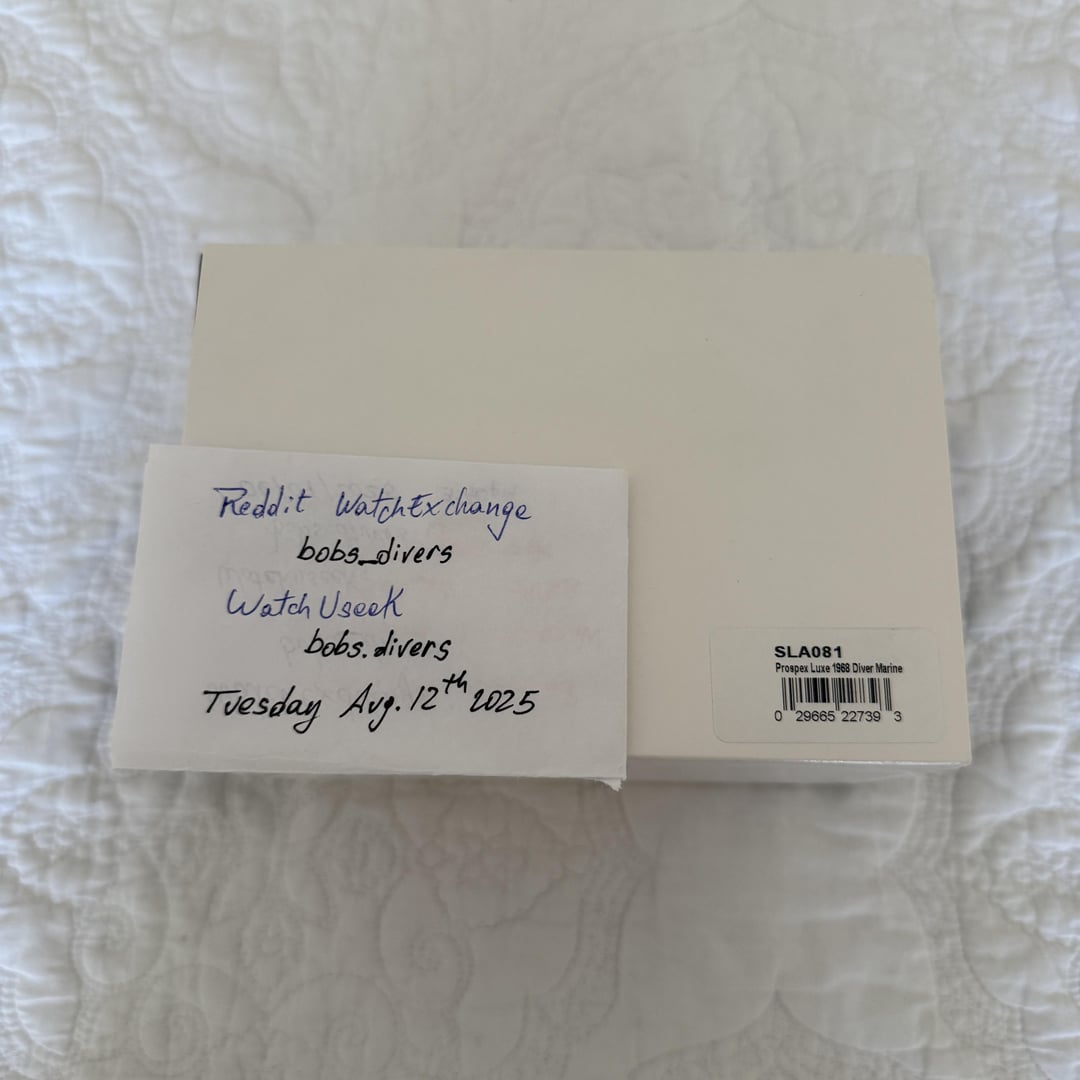 Reddit WatchExchange
bobs_divers
WatchUseek
bobs.divers
Tuesday Aug. 12th 2025
SLA081
Prospex Luxe 1968 Diver Marine
0 29665 22739 3